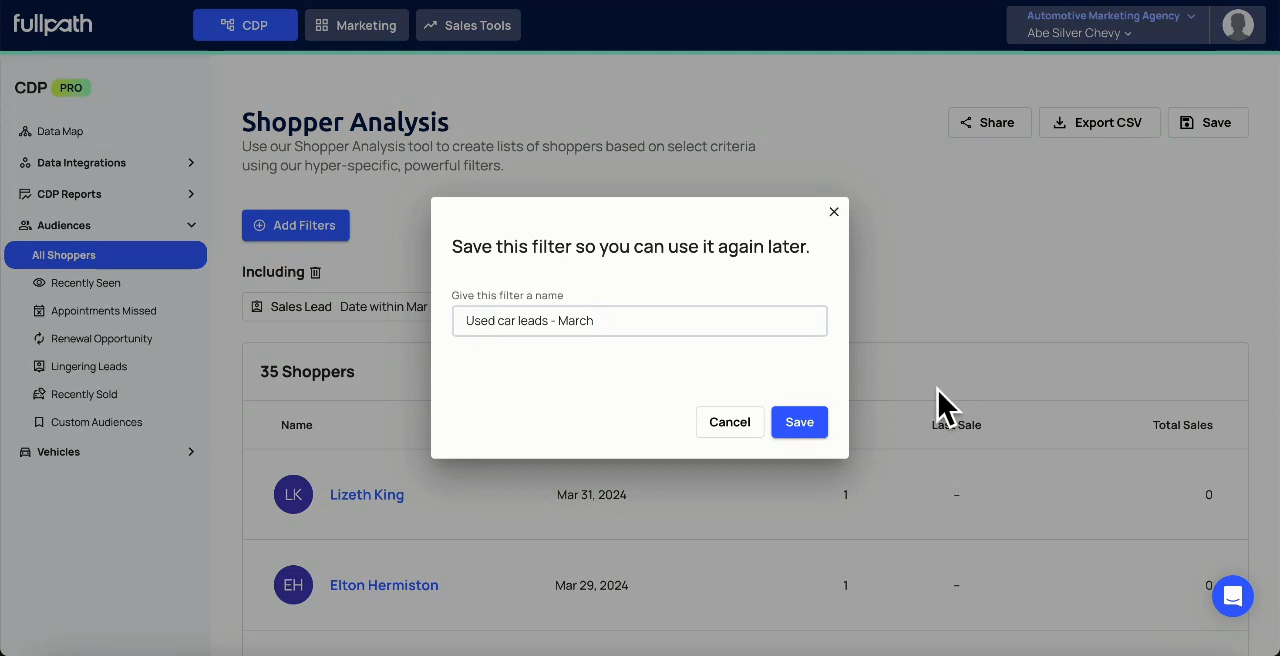 fullpath
CDP
Marketing
Sales Tools
Automotive Marketing Agency
Abe Silver Chevy
CDP PRO
Data Map
Data Integrations
CDP Reports
Audiences
All Shoppers
Recently Seen
Appointments Missed
Renewal Opportunity
Lingering Leads
Recently Sold
Custom Audiences
Vehicles
Shopper Analysis
Use our Shopper Analysis tool to create lists of shoppers based on select criteria
using our hyper-specific, powerful filters.
Share
Export CSV
Save
Add Filters
Including
Sales Lead Date within Mar
Save this filter so you can use it again later.
Give this filter a name
Used car leads - March
Cancel
Save
35 Shoppers
Name
Last Sale
Total Sales
LK Lizeth King Mar 31, 2024 1 – 0
EH Elton Hermiston Mar 29, 2024 1 – 0